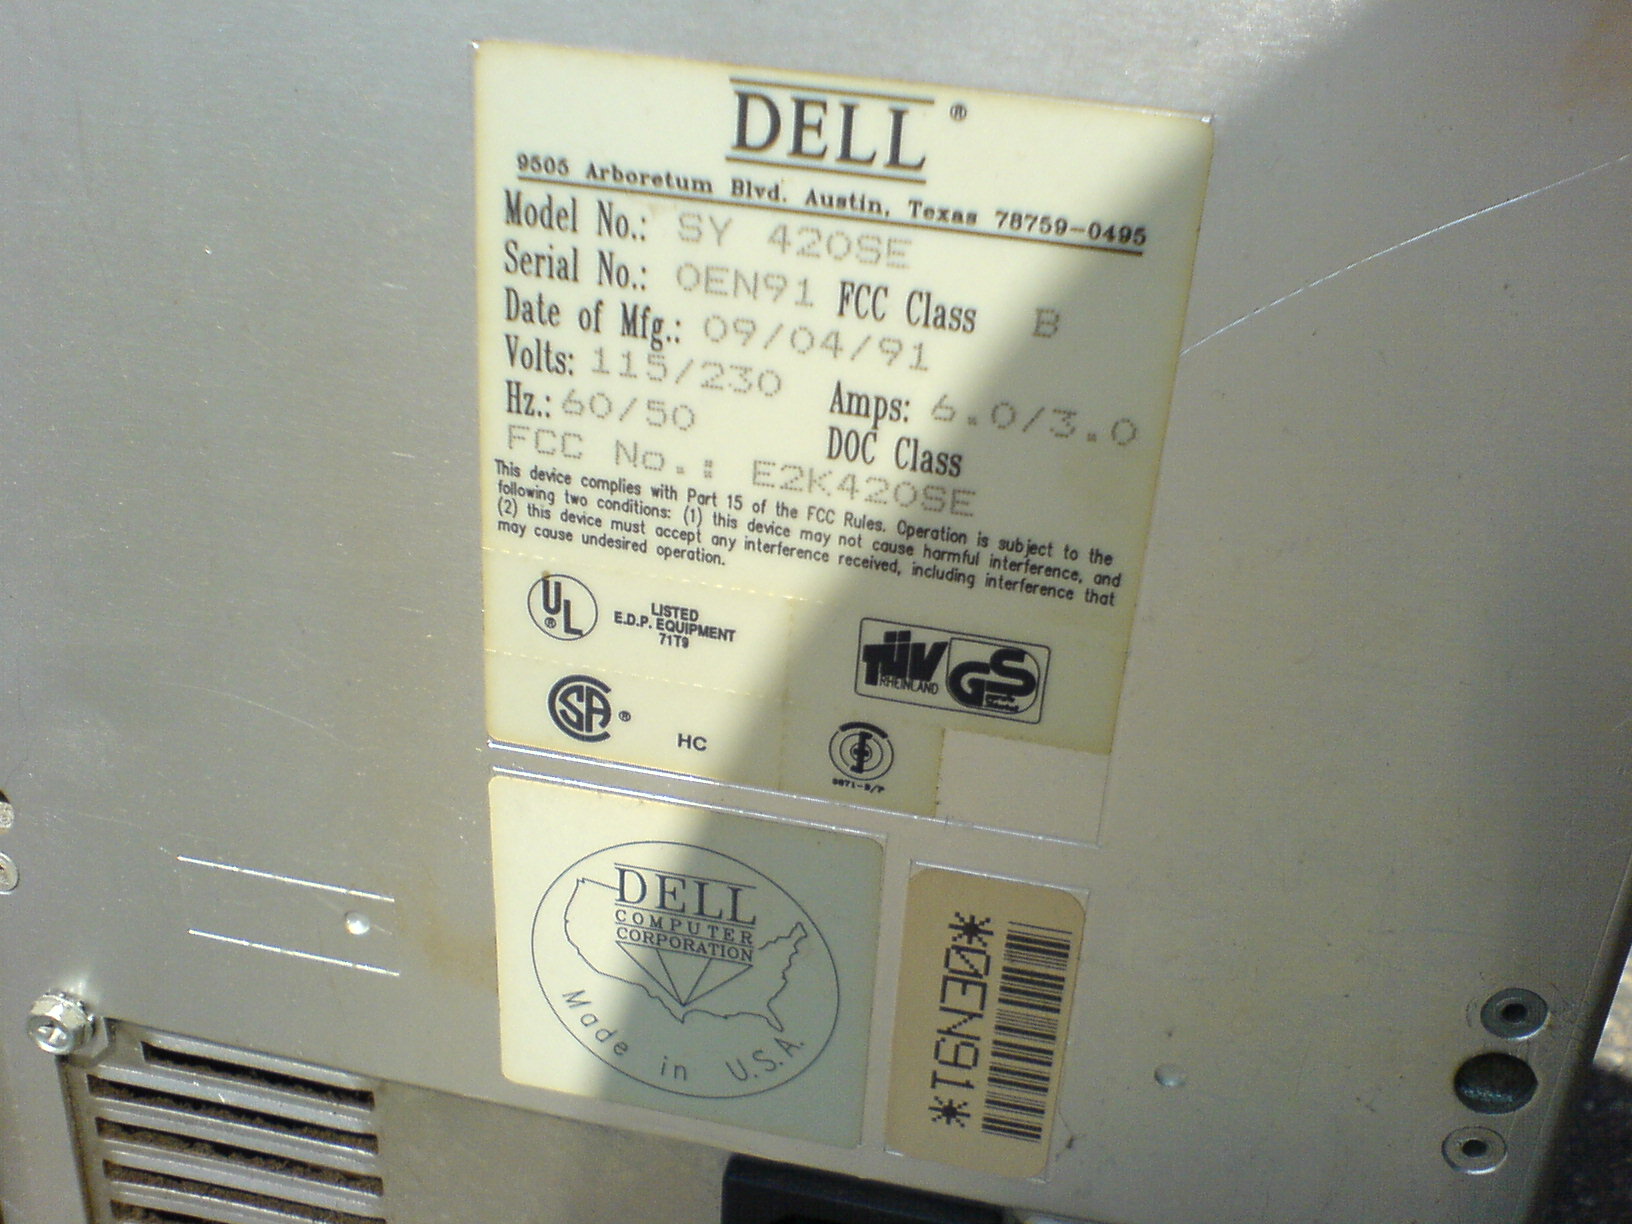 DELL®
9505 Arboretum Blvd. Austin, Texas 78759-0495
Model No.: SY 420SE
Serial No.: 0EN91 FCC Class B
Date of Mfg.: 09/04/91
Volts: 115/230 Amps: 6.0/3.0
Hz.: 60/50 DOC Class
FCC No.: E2K420SE
This device complies with Part 15 of the FCC Rules. Operation is subject to the
following two conditions: (1) this device may not cause harmful interference, and
(2) this device must accept any interference received, including interference that
may cause undesired operation.
UL®
LISTED
E.D.P. EQUIPMENT
71T9
TÜV
RHEINLAND
GS
SA®
HC
DELL
COMPUTER
CORPORATION
Made in U.S.A.
*0EN91*